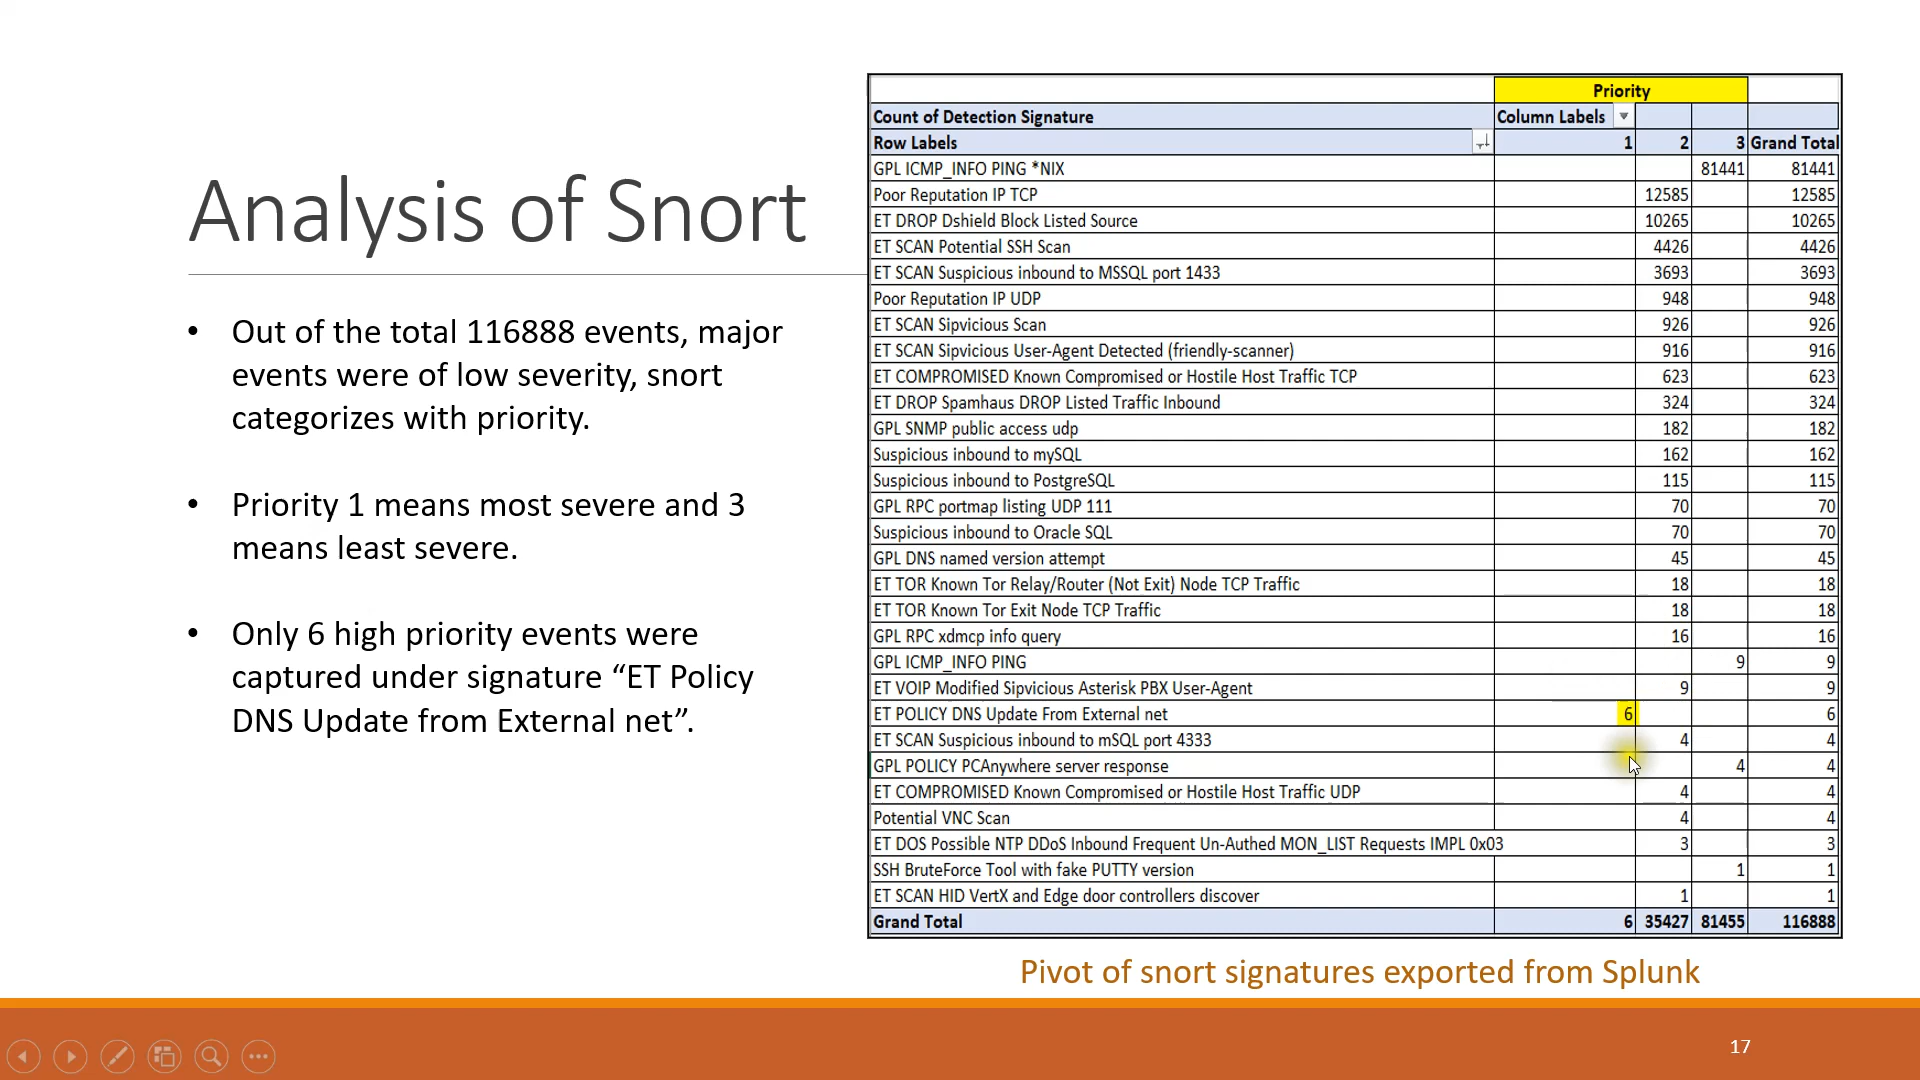 Analysis of Snort
• Out of the total 116888 events, major
events were of low severity, snort
categorizes with priority.
• Priority 1 means most severe and 3
means least severe.
• Only 6 high priority events were
captured under signature “ET Policy
DNS Update from External net”.
Priority
Count of Detection Signature Column Labels
Row Labels 1 2 3 Grand Total
GPL ICMP_INFO PING *NIX 81441 81441
Poor Reputation IP TCP 12585 12585
ET DROP Dshield Block Listed Source 10265 10265
ET SCAN Potential SSH Scan 4426 4426
ET SCAN Suspicious inbound to MSSQL port 1433 3693 3693
Poor Reputation IP UDP 948 948
ET SCAN Sipvicious Scan 926 926
ET SCAN Sipvicious User-Agent Detected (friendly-scanner) 916 916
ET COMPROMISED Known Compromised or Hostile Host Traffic TCP 623 623
ET DROP Spamhaus DROP Listed Traffic Inbound 324 324
GPL SNMP public access udp 182 182
Suspicious inbound to mySQL 162 162
Suspicious inbound to PostgreSQL 115 115
GPL RPC portmap listing UDP 111 70 70
Suspicious inbound to Oracle SQL 70 70
GPL DNS named version attempt 45 45
ET TOR Known Tor Relay/Router (Not Exit) Node TCP Traffic 18 18
ET TOR Known Tor Exit Node TCP Traffic 18 18
GPL RPC xdmcp info query 16 16
GPL ICMP_INFO PING 9 9
ET VOIP Modified Sipvicious Asterisk PBX User-Agent 9 9
ET POLICY DNS Update From External net 6 6
ET SCAN Suspicious inbound to mSQL port 4333 4 4
GPL POLICY PCAnywhere server response 4 4
ET COMPROMISED Known Compromised or Hostile Host Traffic UDP 4 4
Potential VNC Scan 4 4
ET DOS Possible NTP DDoS Inbound Frequent Un-Authed MON_LIST Requests IMPL 0x03 3 3
SSH BruteForce Tool with fake PUTTY version 1 1
ET SCAN HID VertX and Edge door controllers discover 1 1
Grand Total 6 35427 81455 116888
Pivot of snort signatures exported from Splunk
17